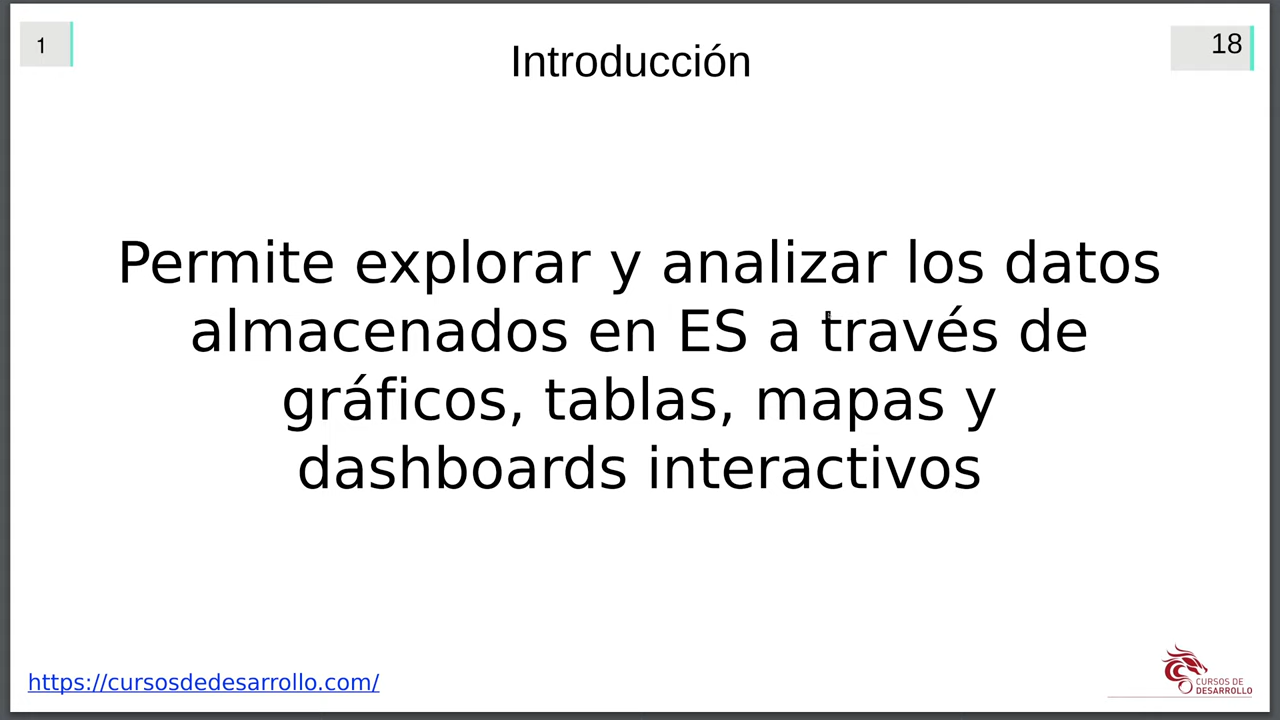 1
Introducción
18
Permite explorar y analizar los datos
almacenados en ES a través de
gráficos, tablas, mapas y
dashboards interactivos
https://cursosdedesarrollo.com/
CURSOS DE
DESARROLLO